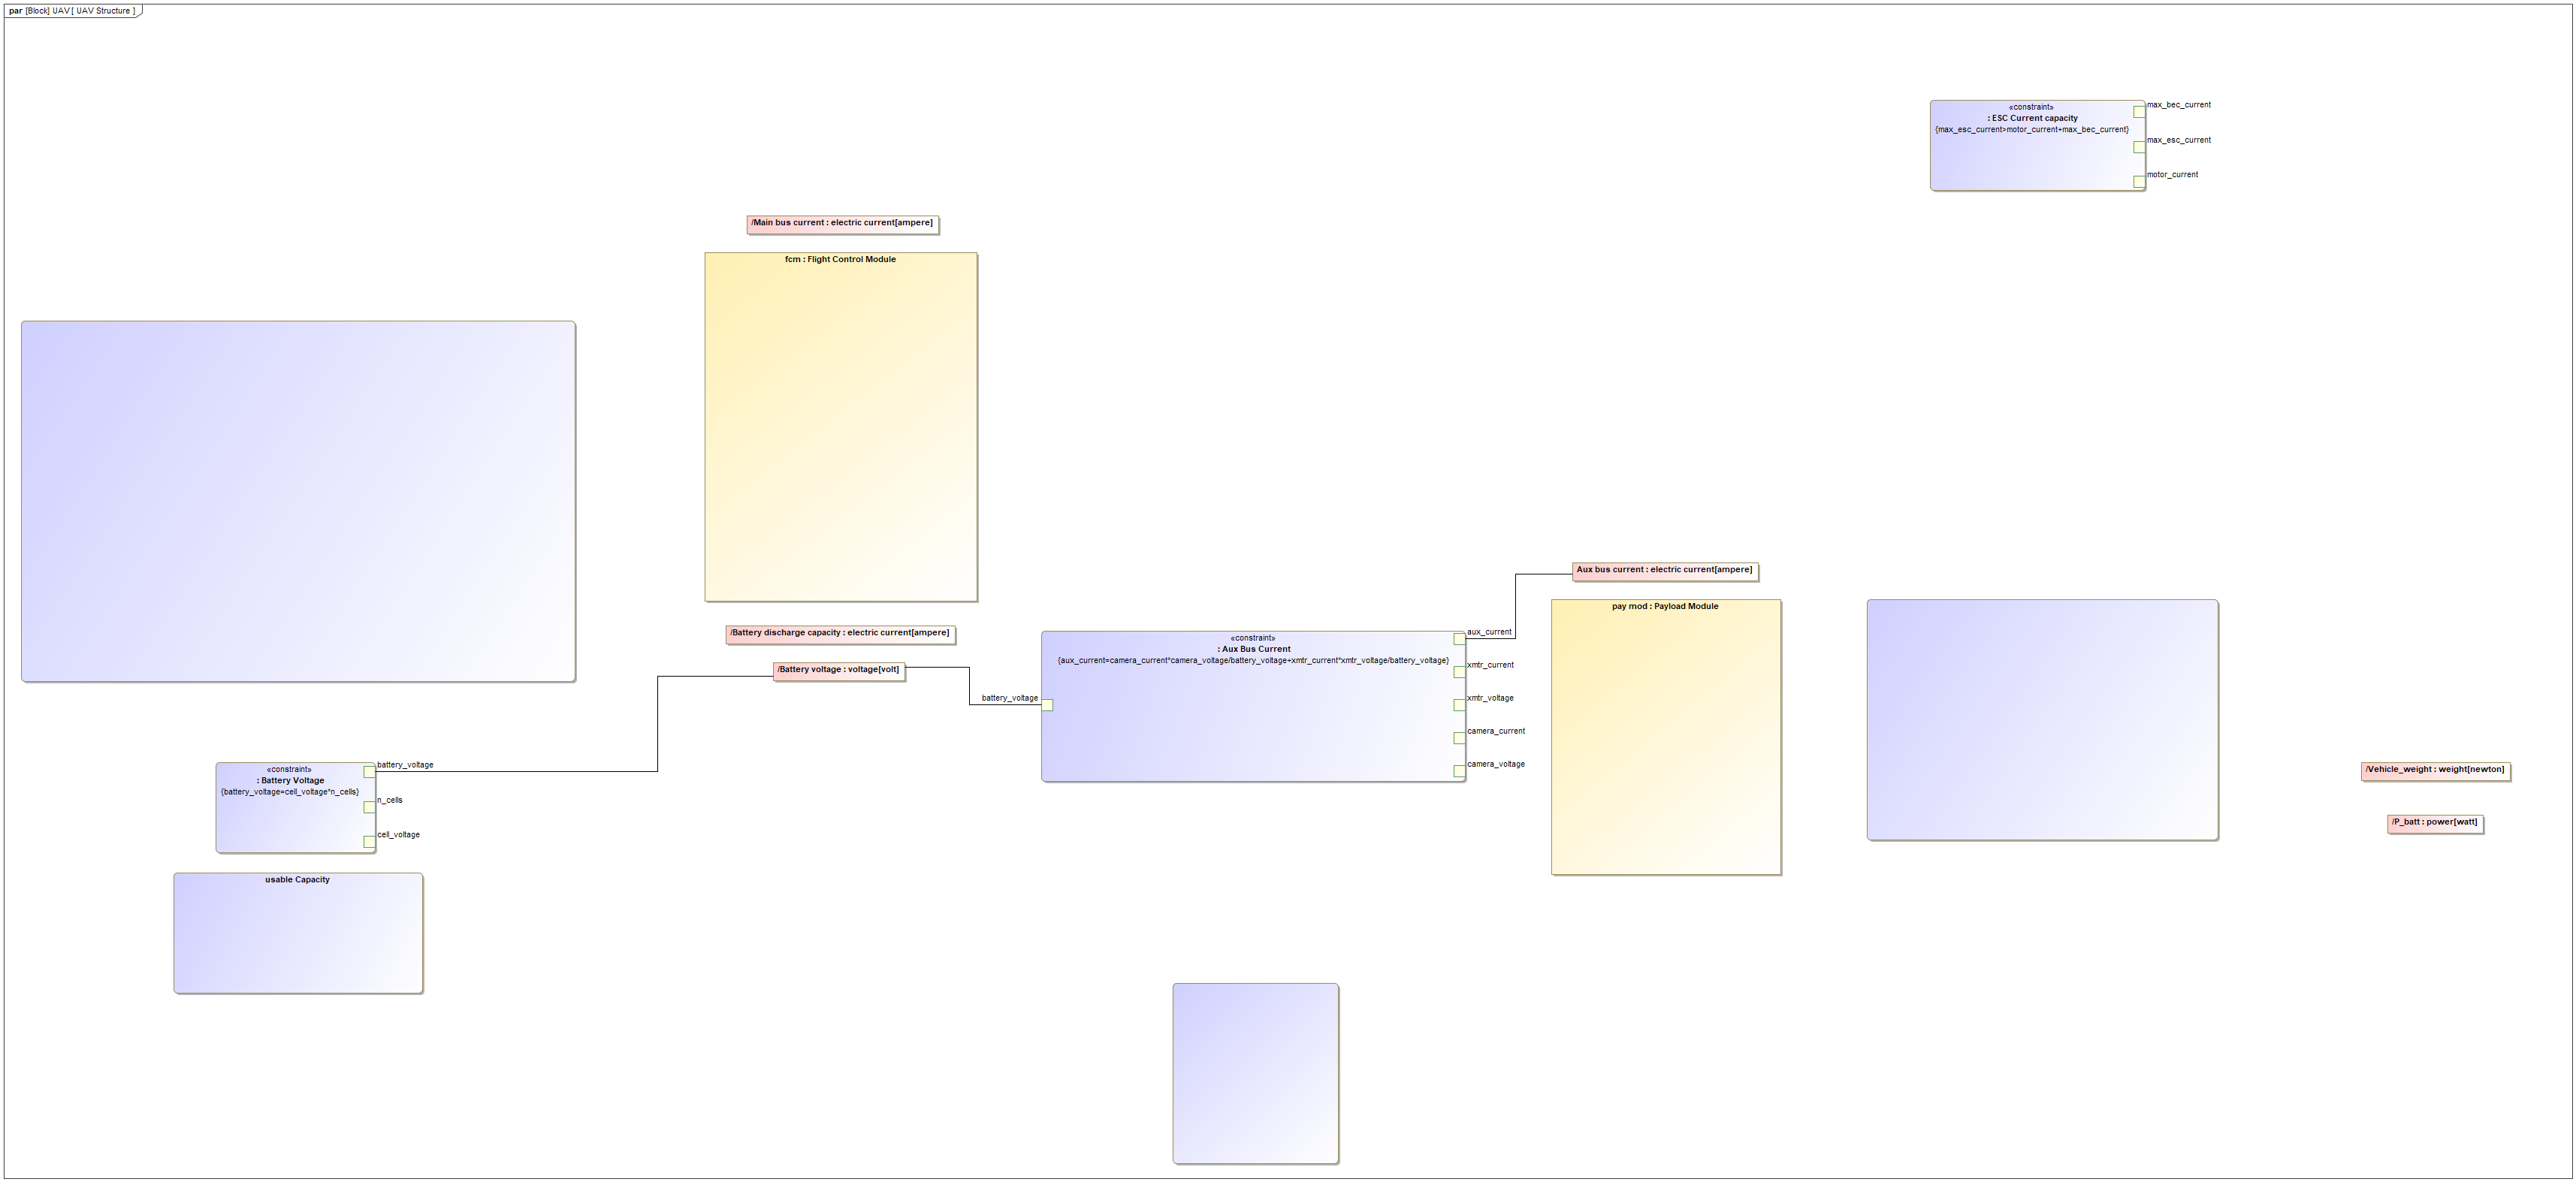 par [Block] UAV [ UAV Structure ]
«constraint»
: ESC Current capacity
{max_esc_current>motor_current+max_bec_current}
max_bec_current
max_esc_current
motor_current
/Main bus current : electric current[ampere]
fcm : Flight Control Module
/Battery discharge capacity : electric current[ampere]
/Battery voltage : voltage[volt]
Aux bus current : electric current[ampere]
pay mod : Payload Module
«constraint»
: Aux Bus Current
{aux_current=camera_current*camera_voltage/battery_voltage+xmtr_current*xmtr_voltage/battery_voltage}
battery_voltage
aux_current
xmtr_current
xmtr_voltage
camera_current
camera_voltage
«constraint»
: Battery Voltage
{battery_voltage=cell_voltage*n_cells}
battery_voltage
n_cells
cell_voltage
usable Capacity
/Vehicle_weight : weight[newton]
/P_batt : power[watt]